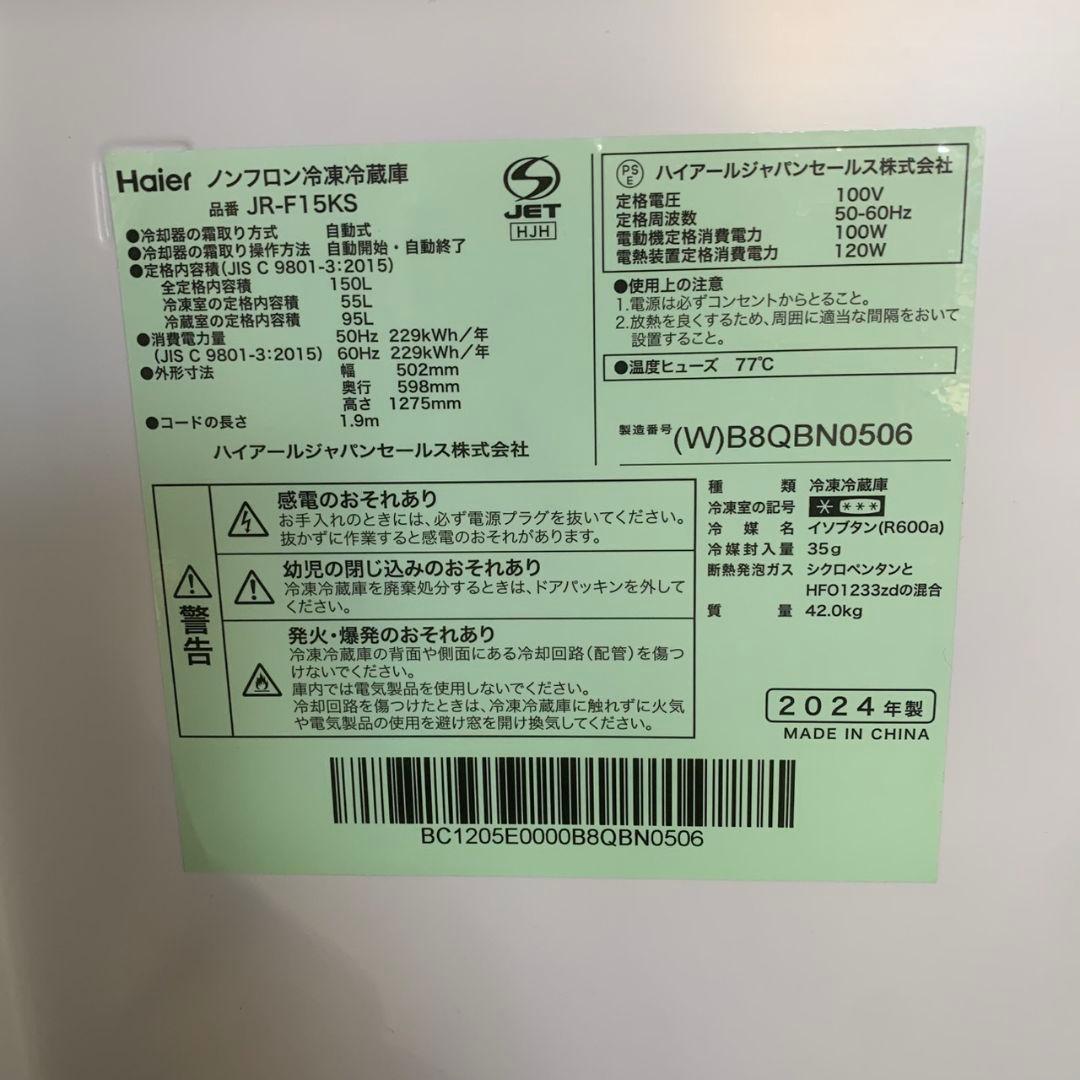 Haier ノンフロン冷凍冷蔵庫
品番 JR-F15KS
●冷却器の霜取り方式 自動式
●冷却器の霜取り操作方法 自動開始・自動終了
●定格内容積(JIS C 9801-3:2015)
全定格内容積 150L
冷凍室の定格内容積 55L
冷蔵室の定格内容積 95L
●消費電力量 50Hz 229kWh/年
(JIS C 9801-3:2015) 60Hz 229kWh/年
●外形寸法 幅 502mm
奥行 598mm
高さ 1275mm
●コードの長さ 1.9m
ハイアールジャパンセールス株式会社
JET
HJH
PS
E
ハイアールジャパンセールス株式会社
定格電圧 100V
定格周波数 50-60Hz
電動機定格消費電力 100W
電熱装置定格消費電力 120W
●使用上の注意
1.電源は必ずコンセントからとること。
2.放熱を良くするため、周囲に適当な間隔をおいて
設置すること。
●温度ヒューズ 77℃
製造番号 (W)B8QBN0506
警告
感電のおそれあり
お手入れのときには、必ず電源プラグを抜いてください。
抜かずに作業すると感電のおそれがあります。
幼児の閉じ込みのおそれあり
冷凍冷蔵庫を廃棄処分するときは、ドアパッキンを外して
ください。
発火・爆発のおそれあり
冷凍冷蔵庫の背面や側面にある冷却回路(配管)を傷つ
けないでください。
庫内では電気製品を使用しないでください。
冷却回路を傷つけたときは、冷凍冷蔵庫に触れずに火気
や電気製品の使用を避け窓を開け換気してください。
種類 冷凍冷蔵庫
冷凍室の記号 * ***
冷媒名 イソブタン(R600a)
冷媒封入量 35g
断熱発泡ガス シクロペンタンと
HFO1233zdの混合
質量 42.0kg
2024年製
MADE IN CHINA
BC1205E0000B8QBN0506